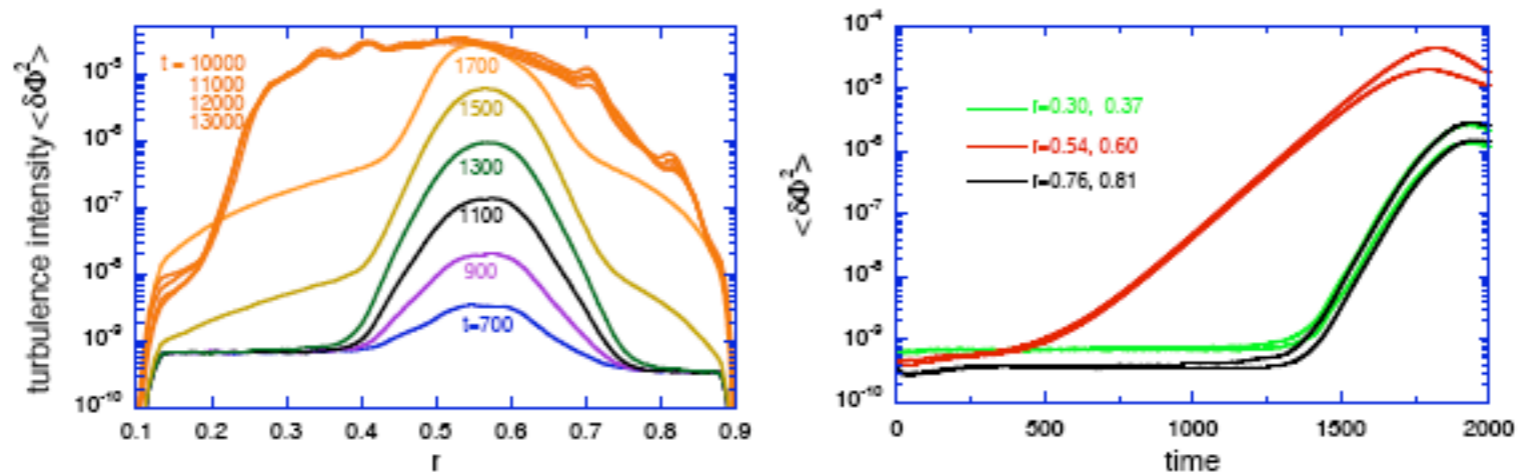 turbulence intensity <δΦ²>
10⁻⁵
10⁻⁶
10⁻⁷
10⁻⁸
10⁻⁹
10⁻¹⁰
t = 10000
11000
12000
13000
1700
1500
1300
1100
900
t=700
0.1 0.2 0.3 0.4 0.5 0.6 0.7 0.8 0.9
r
<δΦ²>
10⁻⁴
10⁻⁵
10⁻⁶
10⁻⁷
10⁻⁸
10⁻⁹
10⁻¹⁰
r=0.30, 0.37
r=0.54, 0.60
r=0.76, 0.81
0 500 1000 1500 2000
time